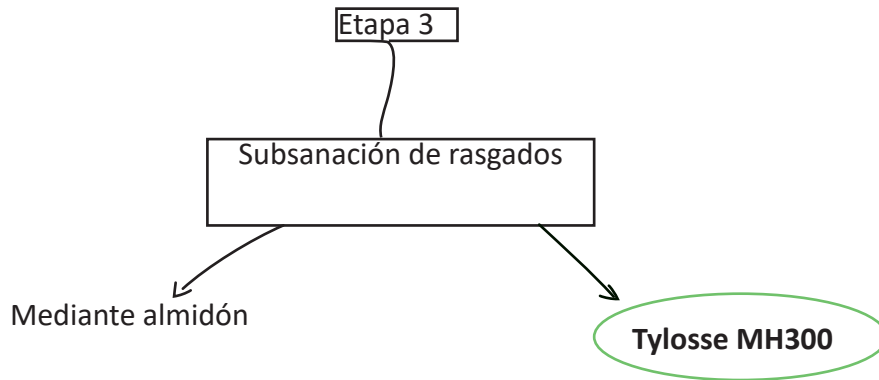 Etapa 3
Subsanación de rasgados
Mediante almidón
Tylosse MH300